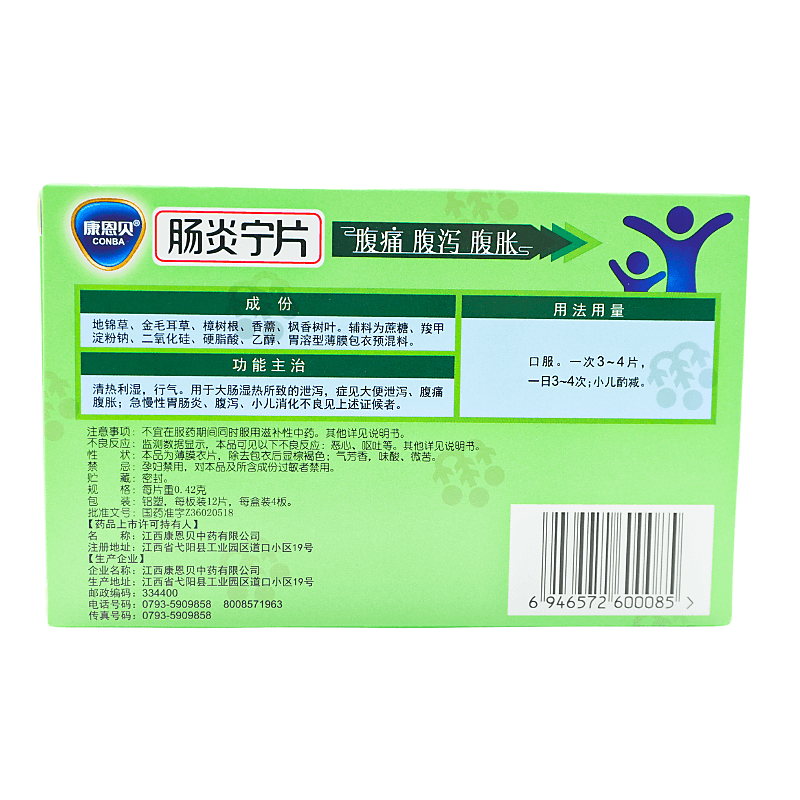 康恩贝®
CONBA
肠炎宁片
腹痛 腹泻 腹胀
成份
地锦草、金毛耳草、樟树根、香薷、枫香树叶。辅料为蔗糖、羧甲
淀粉钠、二氧化硅、硬脂酸、乙醇、胃溶型薄膜包衣预混料。
功能主治
清热利湿，行气。用于大肠湿热所致的泄泻，症见大便泄泻、腹痛
腹胀；急慢性胃肠炎、腹泻、小儿消化不良见上述证候者。
用法用量
口服。一次3~4片，
一日3~4次;小儿酌减。
注意事项：不宜在服药期间同时服用滋补性中药。其他详见说明书。
不良反应：监测数据显示，本品可见以下不良反应：恶心、呕吐等。其他详见说明书。
性　　状：本品为薄膜衣片，除去包衣后显棕褐色；气芳香，味酸、微苦。
禁　　忌：孕妇禁用，对本品及所含成份过敏者禁用。
贮　　藏：密封。
规　　格：每片重0.42克
包　　装：铝塑，每板装12片，每盒装4板。
批准文号：国药准字Z36020518
【药品上市许可持有人】
名　　称：江西康恩贝中药有限公司
注册地址：江西省弋阳县工业园区道口小区19号
【生产企业】
企业名称：江西康恩贝中药有限公司
生产地址：江西省弋阳县工业园区道口小区19号
邮政编码：334400
电话号码：0793-5909858　8008571963
传真号码：0793-5909858
6 946572 600085 >